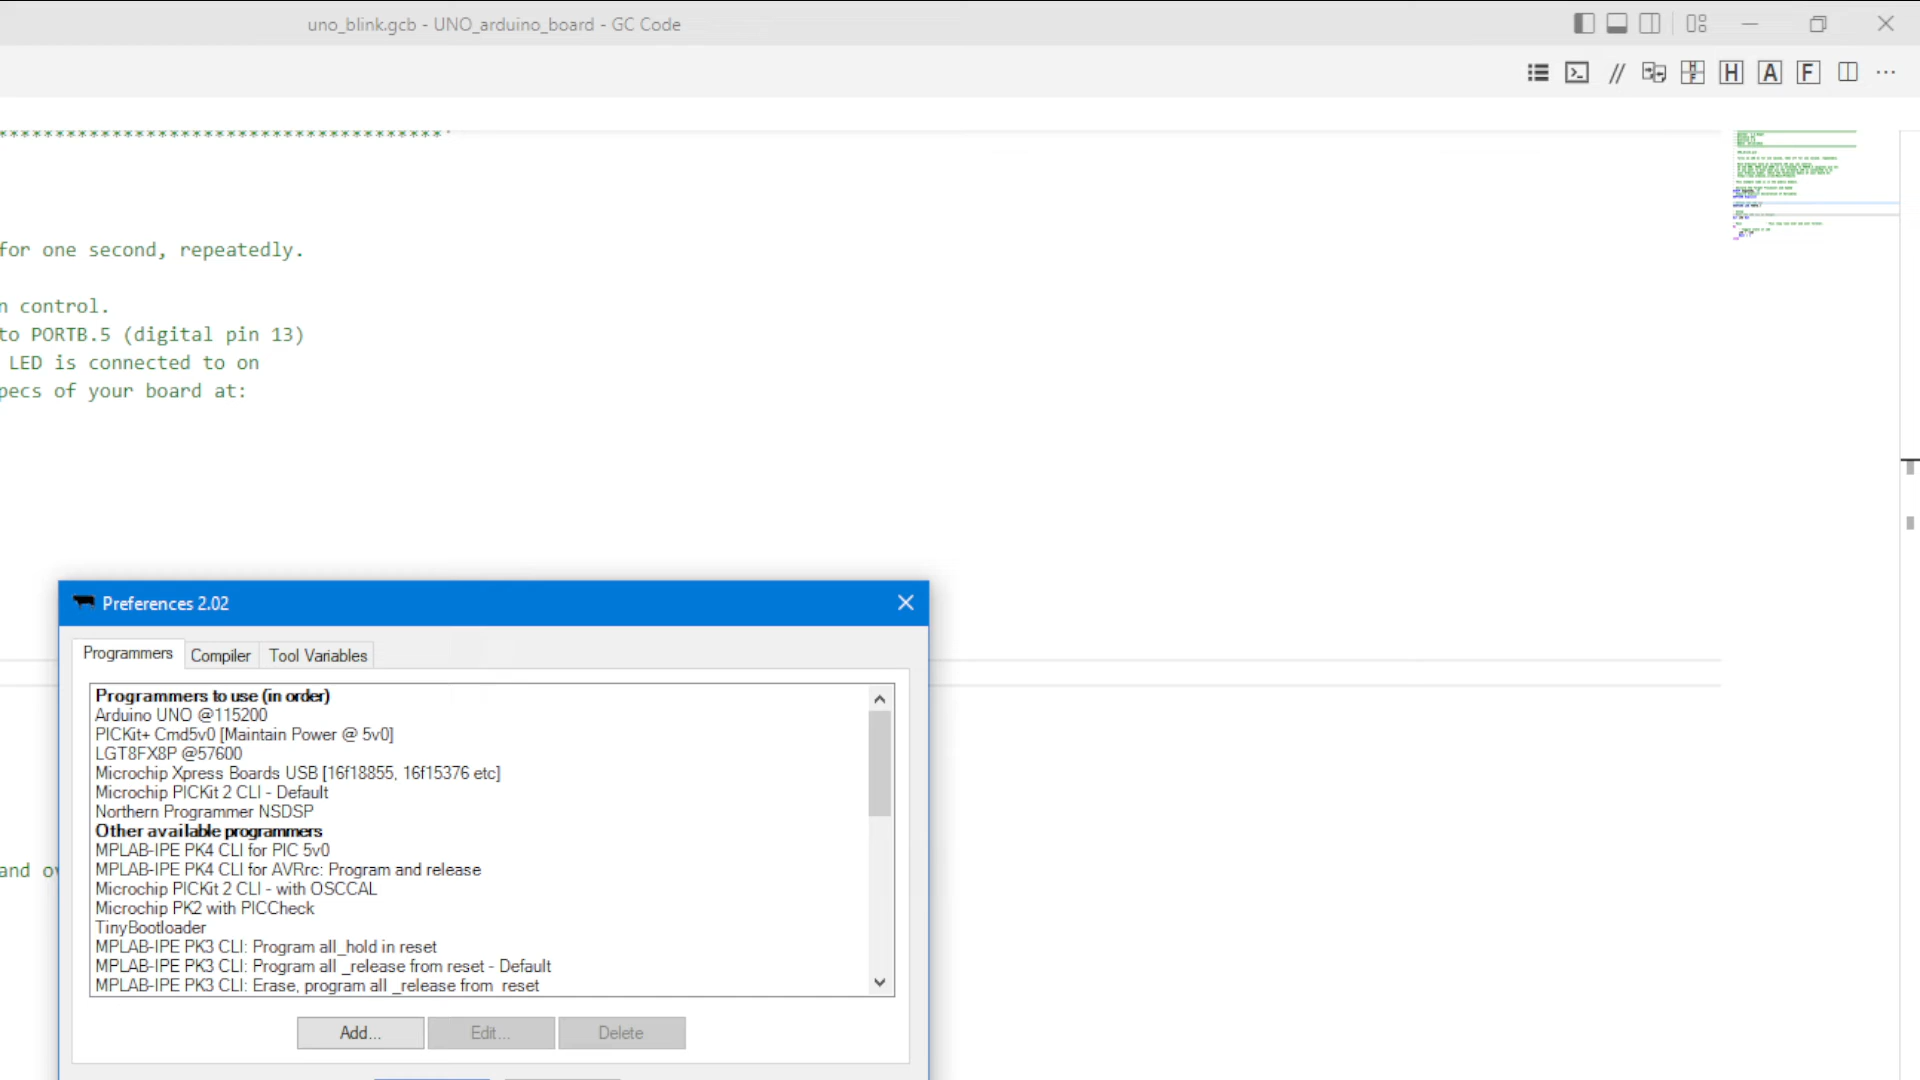 uno_blink.gcb - UNO_arduino_board - GC Code
// H F H A F ...
**************************************'
for one second, repeatedly.
n control.
to PORTB.5 (digital pin 13)
LED is connected to on
pecs of your board at:
and ov
Preferences 2.02
Programmers Compiler Tool Variables
Programmers to use (in order)
Arduino UNO @115200
PICKit+ Cmd5v0 [Maintain Power @ 5v0]
LGT8FX8P @57600
Microchip Xpress Boards USB [16f18855, 16f15376 etc]
Microchip PICKit 2 CLI - Default
Northern Programmer NSDSP
Other available programmers
MPLAB-IPE PK4 CLI for PIC 5v0
MPLAB-IPE PK4 CLI for AVRrc: Program and release
Microchip PICKit 2 CLI - with OSCCAL
Microchip PK2 with PICCheck
TinyBootloader
MPLAB-IPE PK3 CLI: Program all_hold in reset
MPLAB-IPE PK3 CLI: Program all _release from reset - Default
MPLAB-IPE PK3 CLI: Erase, program all _release from  reset
Add... Edit... Delete